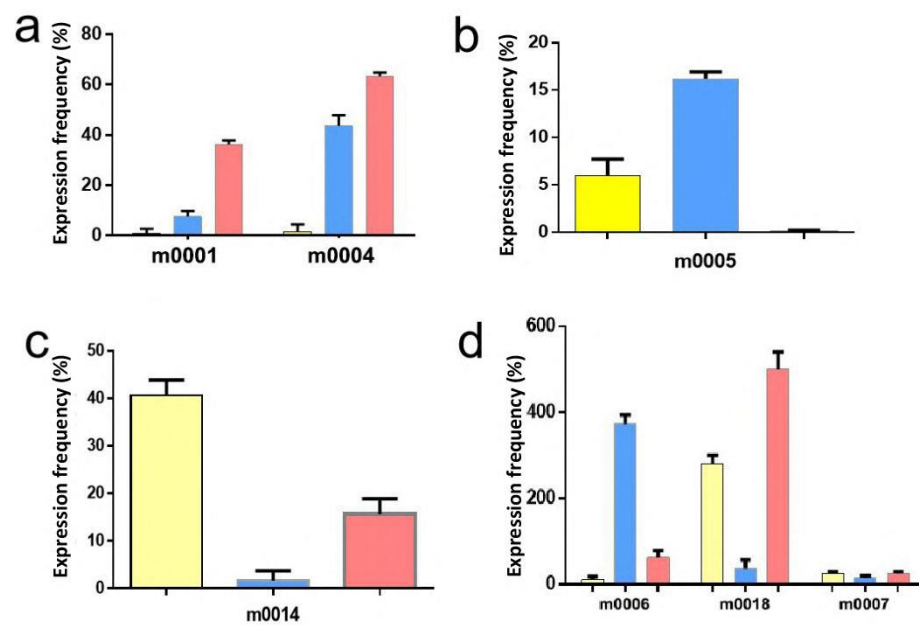 a
Expression frequency (%)
80
60
40
20
0
m0001 m0004
b
Expression frequency (%)
20
15
10
5
0
m0005
c
Expression frequency (%)
50
40
30
20
10
0
m0014
d
Expression frequency (%)
600
400
200
0
m0006 m0018 m0007